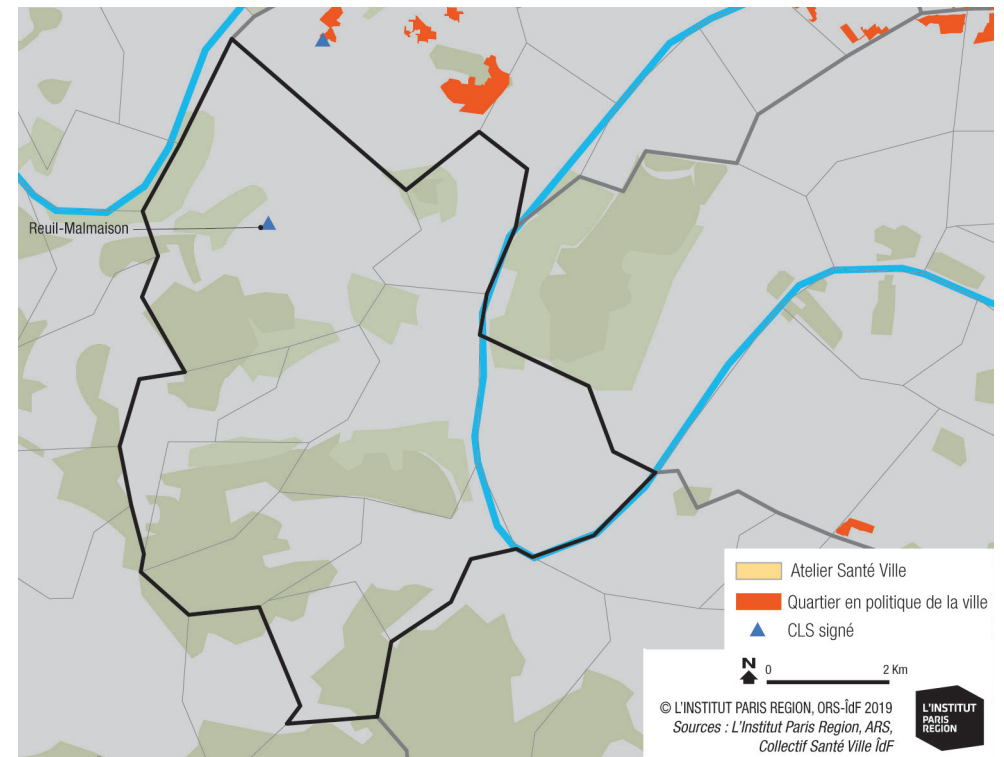 Reuil-Malmaison
Atelier Santé Ville
Quartier en politique de la ville
CLS signé
N
0
2 Km
© L'INSTITUT PARIS REGION, ORS-ÎdF 2019
Sources : L'Institut Paris Region, ARS,
Collectif Santé Ville ÎdF
L'INSTITUT
PARIS
REGION